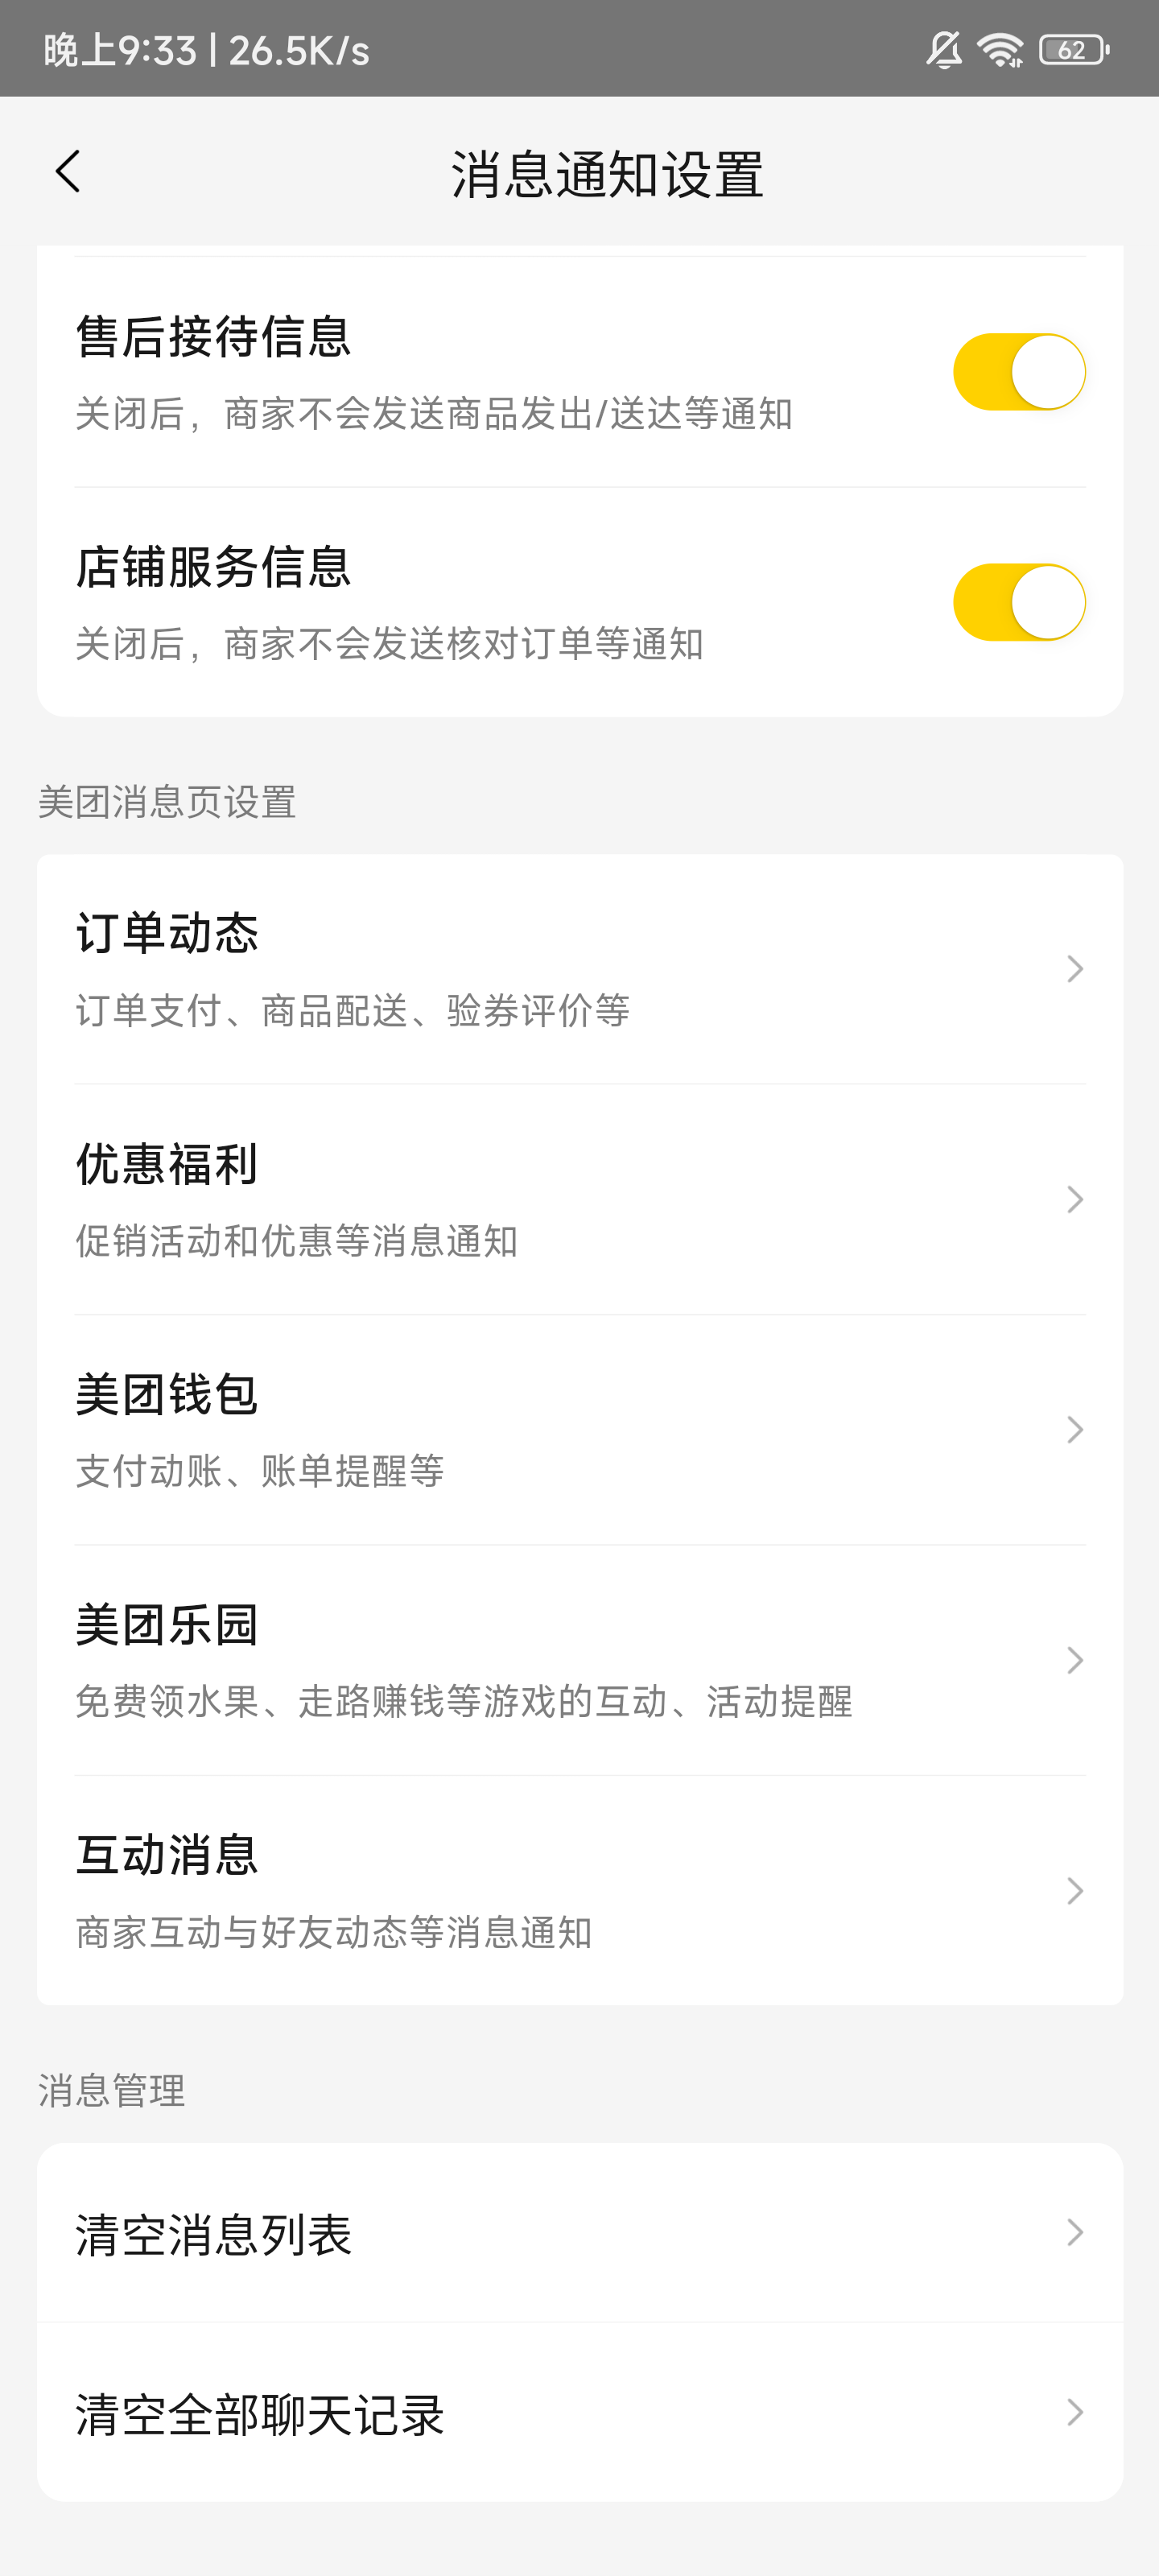 晚上9:33 | 26.5K/s
62
消息通知设置
售后接待信息
关闭后，商家不会发送商品发出/送达等通知
店铺服务信息
关闭后，商家不会发送核对订单等通知
美团消息页设置
订单动态
订单支付、商品配送、验券评价等
优惠福利
促销活动和优惠等消息通知
美团钱包
支付动账、账单提醒等
美团乐园
免费领水果、走路赚钱等游戏的互动、活动提醒
互动消息
商家互动与好友动态等消息通知
消息管理
清空消息列表
清空全部聊天记录